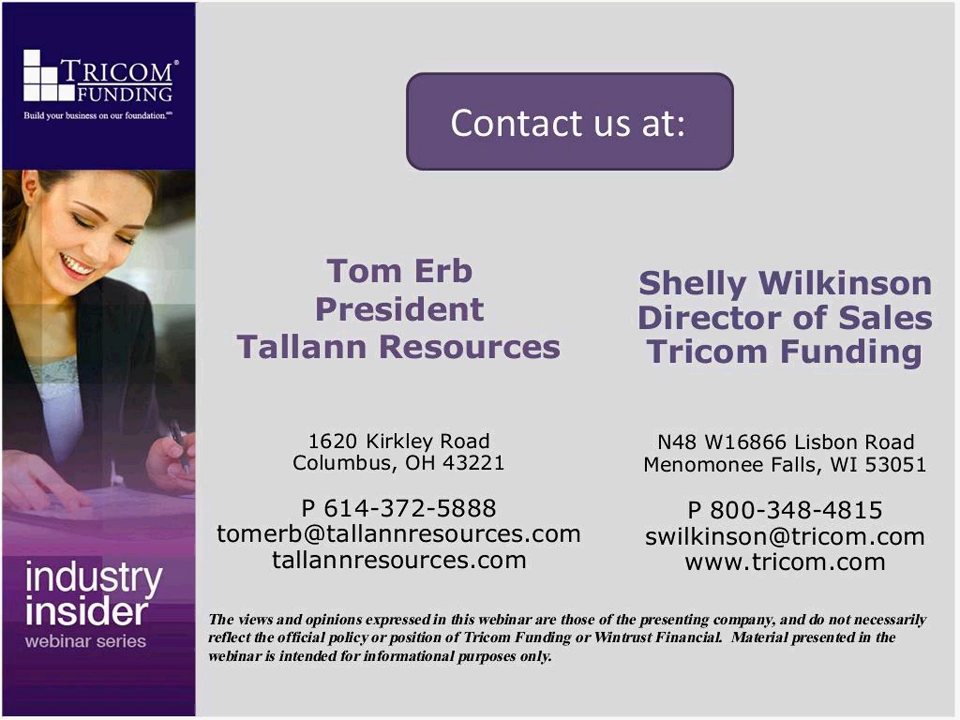 TRICOM®
FUNDING
Build your business on our foundation.℠
Contact us at:
Tom Erb
President
Tallann Resources
1620 Kirkley Road
Columbus, OH 43221
P 614-372-5888
tomerb@tallannresources.com
tallannresources.com
Shelly Wilkinson
Director of Sales
Tricom Funding
N48 W16866 Lisbon Road
Menomonee Falls, WI 53051
P 800-348-4815
swilkinson@tricom.com
www.tricom.com
industry
insider
webinar series
The views and opinions expressed in this webinar are those of the presenting company, and do not necessarily
reflect the official policy or position of Tricom Funding or Wintrust Financial.  Material presented in the
webinar is intended for informational purposes only.